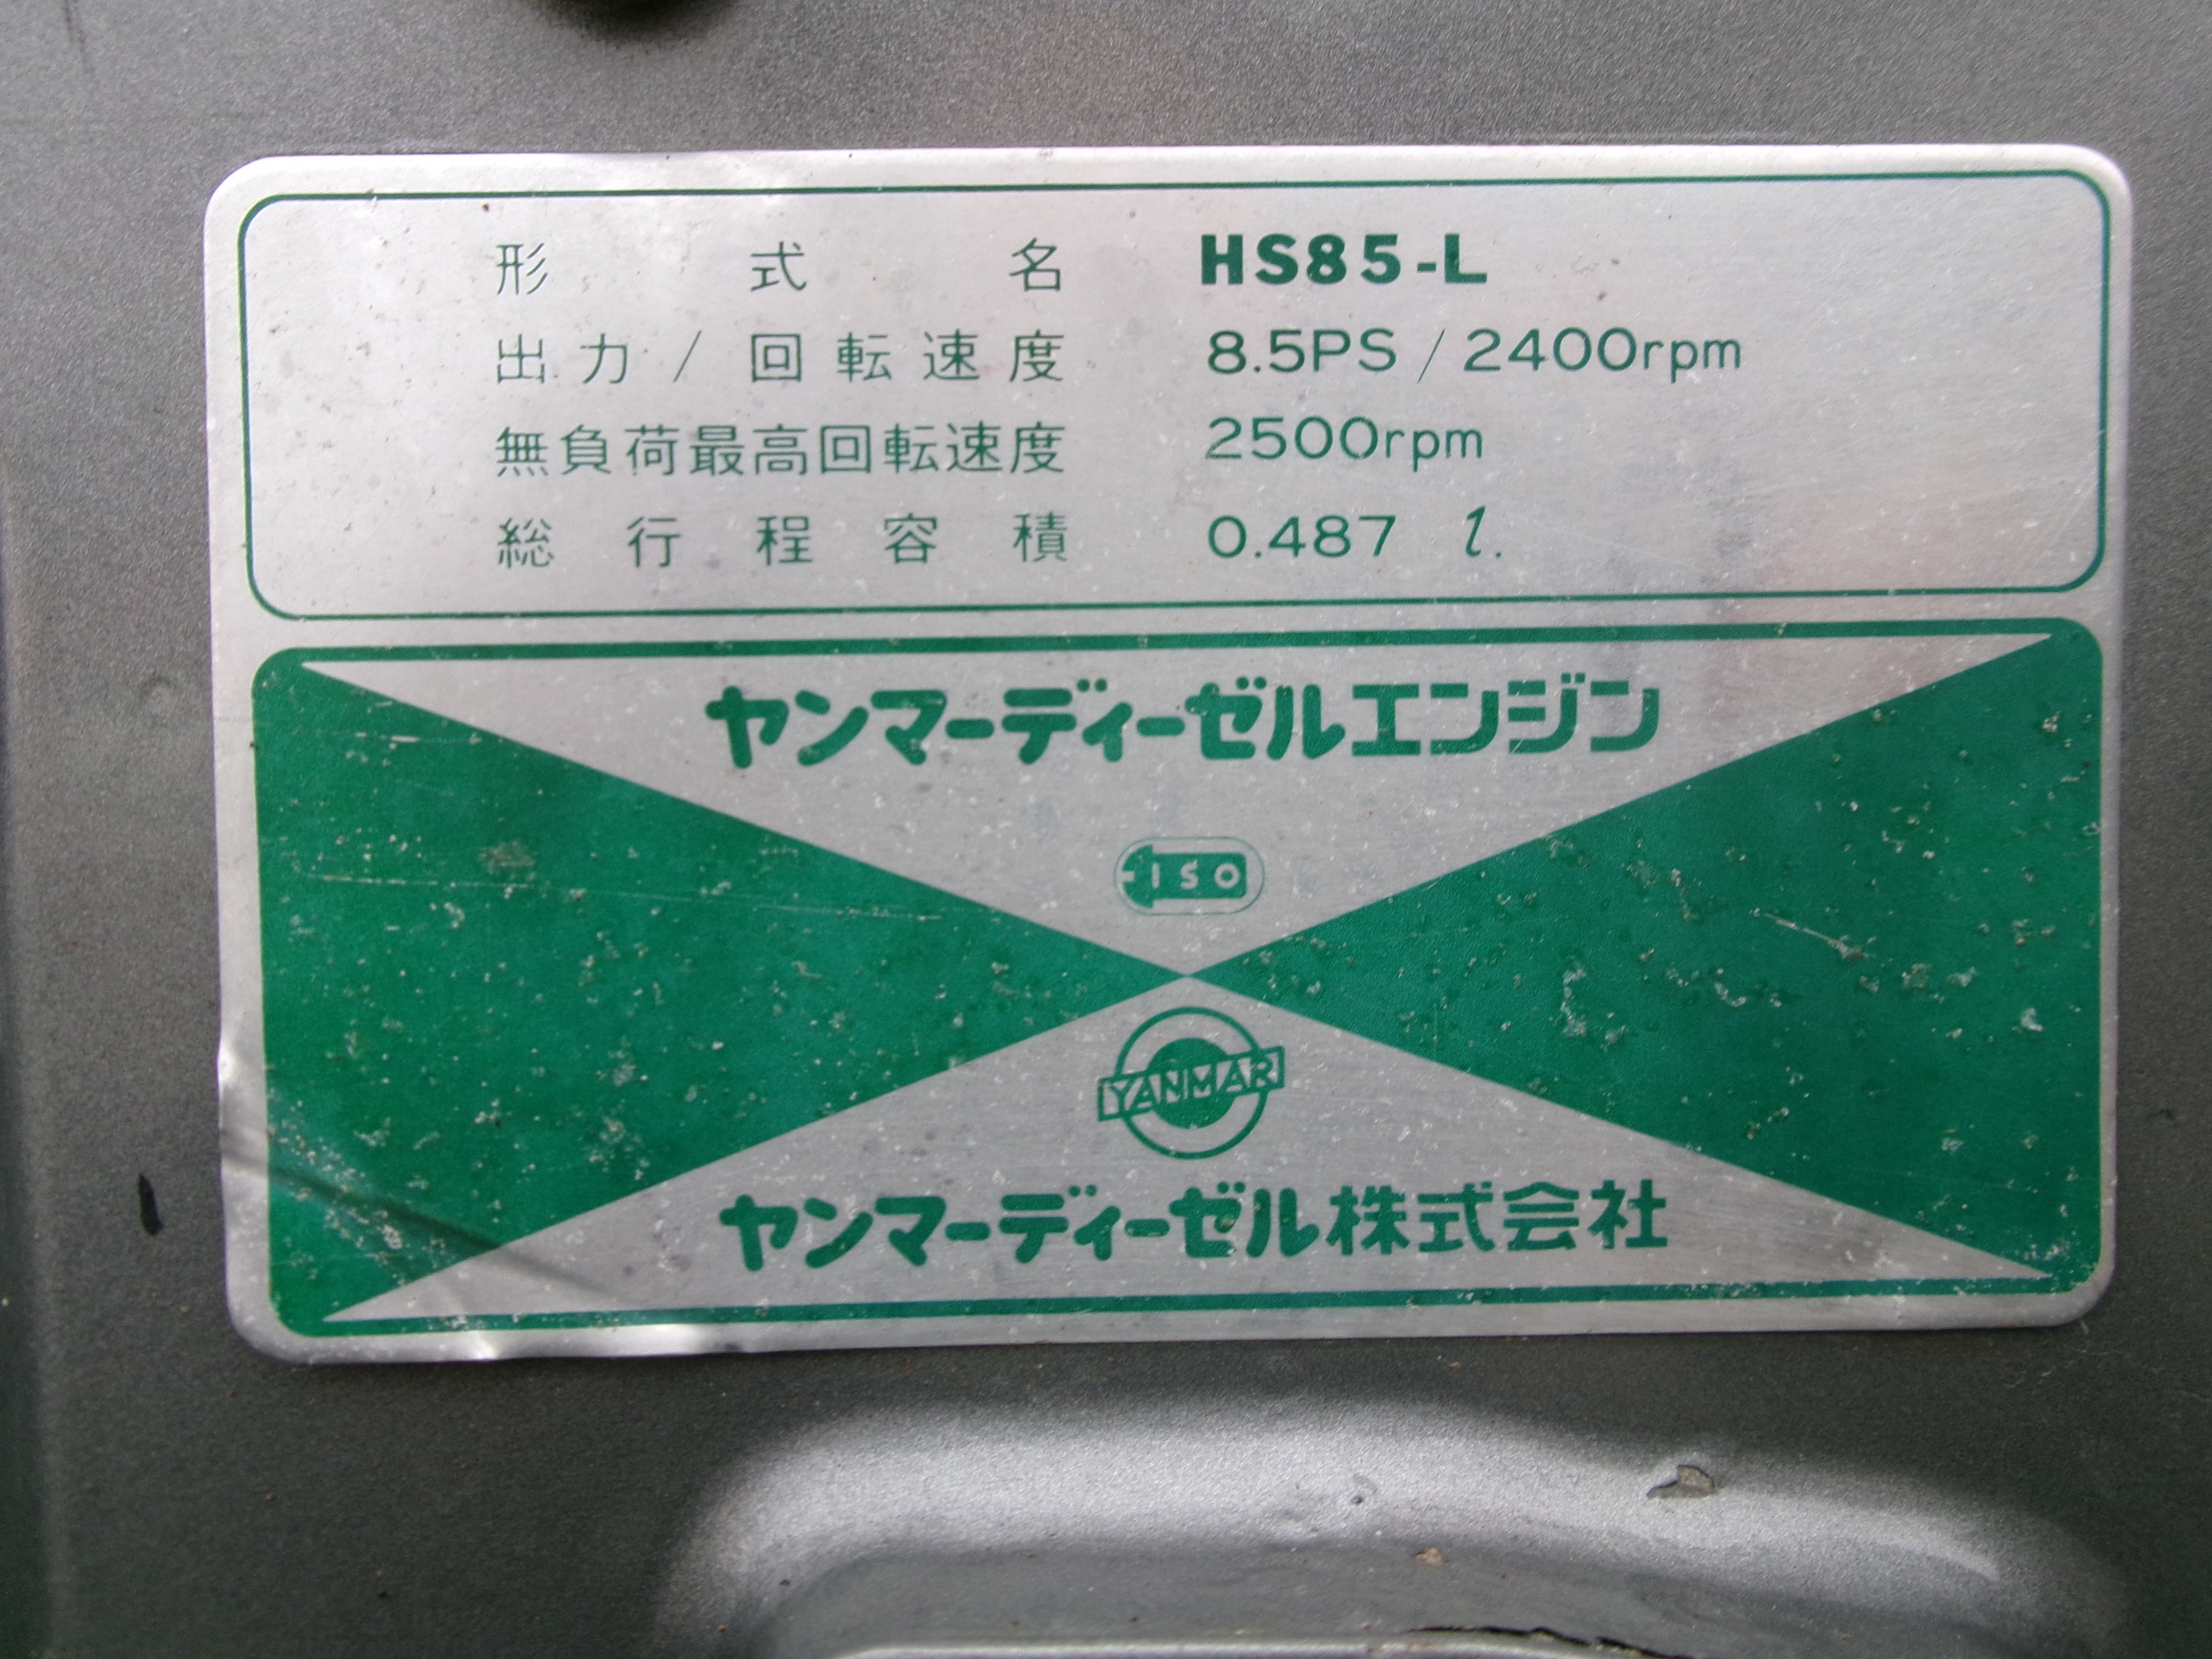 形式名 HS85-L
出力/回転速度 8.5PS/2400rpm
無負荷最高回転速度 2500rpm
総行程容積 0.487 l.
ヤンマーディーゼルエンジン
ISO
YANMAR
ヤンマーディーゼル株式会社